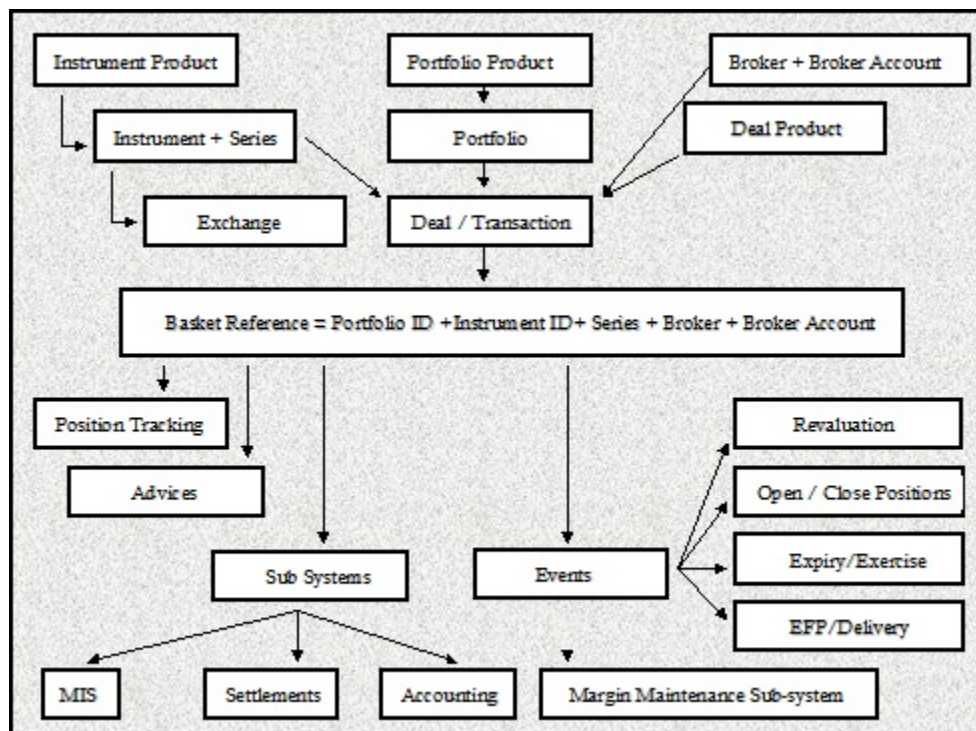 Instrument Product
Portfolio Product
Broker + Broker Account
Instrument + Series
Portfolio
Deal Product
Exchange
Deal / Transaction
Basket Reference = Portfolio ID +Instrument ID+ Series + Broker + Broker Account
Position Tracking
Revaluation
Advices
Open / Close Positions
Sub Systems
Events
Expiry/Exercise
EFP/Delivery
MIS
Settlements
Accounting
Margin Maintenance Sub-system